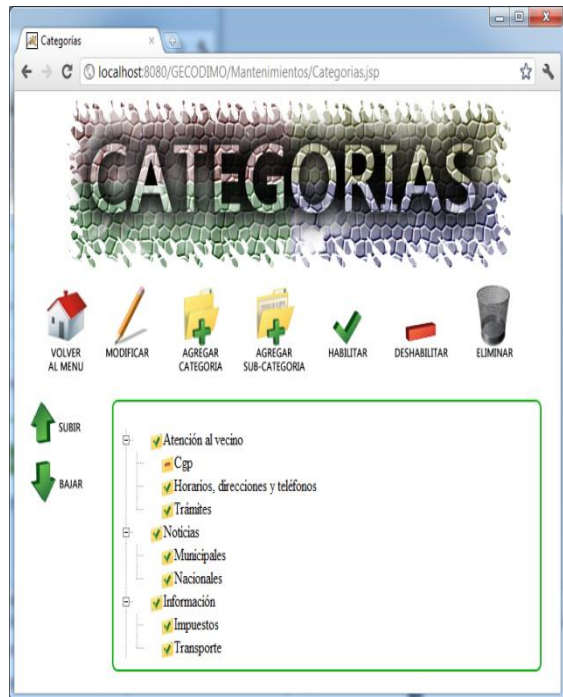 Categorías
localhost:8080/GECODIMO/Mantenimientos/Categorias.jsp
CATEGORIAS
VOLVER
AL MENU
MODIFICAR
AGREGAR
CATEGORIA
AGREGAR
SUB-CATEGORIA
HABILITAR
DESHABILITAR
ELIMINAR
SUBIR
BAJAR
Atención al vecino
Cgp
Horarios, direcciones y teléfonos
Trámites
Noticias
Municipales
Nacionales
Información
Impuestos
Transporte